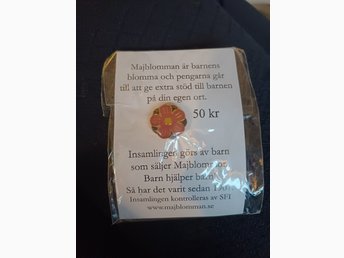 Majblomman är barnens
blomma och pengarna går
till att ge extra stöd till barnen
på din egen ort.
50 kr
Insamlingen görs av barn
som säljer Majblommor.
Barn hjälper barn
Så har det varit sedan
Insamlingen kontrolleras av SFI
www.majblomman.se